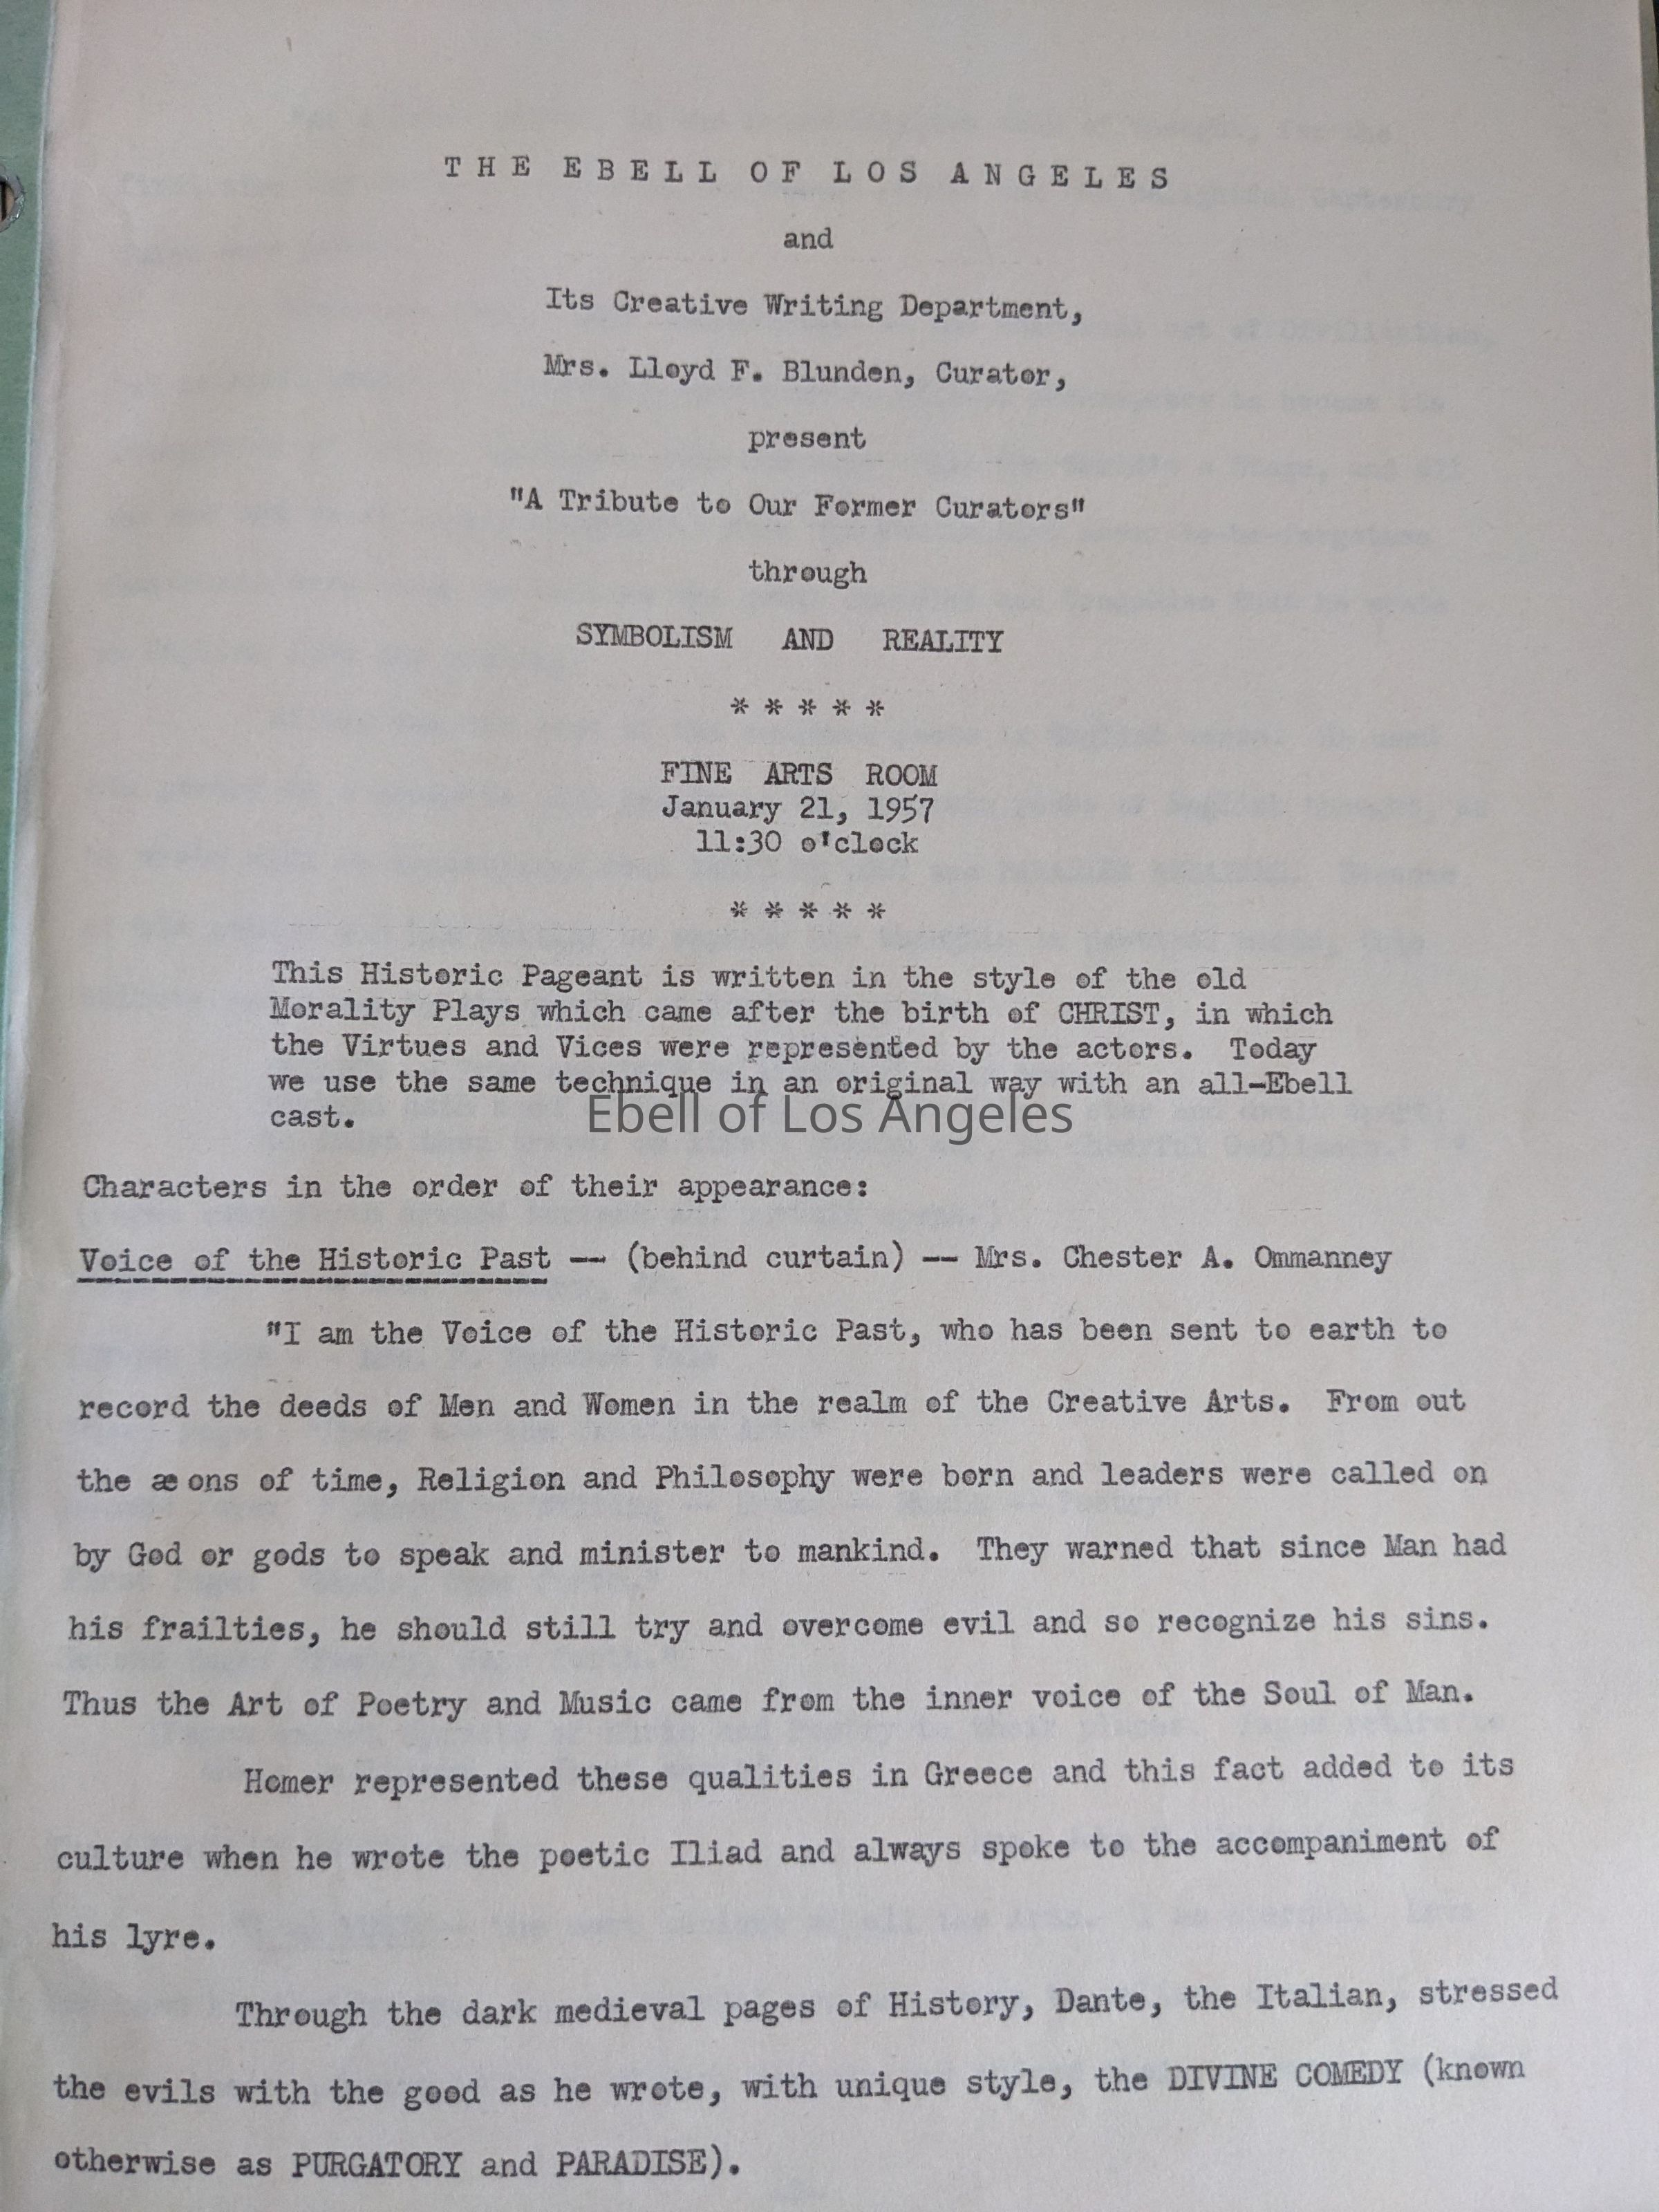 THE EBELL OF LOS ANGELES
and
Its Creative Writing Department,
Mrs. Lloyd F. Blunden, Curator,
present
"A Tribute to Our Former Curators"
through
SYMBOLISM AND REALITY
* * * * *
FINE ARTS ROOM
January 21, 1957
11:30 o'clock
* * * * *
This Historic Pageant is written in the style of the old
Morality Plays which came after the birth of CHRIST, in which
the Virtues and Vices were represented by the actors. Today
we use the same technique in an original way with an all-Ebell
cast.
Ebell of Los Angeles
Characters in the order of their appearance:
Voice of the Historic Past -- (behind curtain) -- Mrs. Chester A. Ommanney
"I am the Voice of the Historic Past, who has been sent to earth to
record the deeds of Men and Women in the realm of the Creative Arts. From out
the æons of time, Religion and Philosophy were born and leaders were called on
by God or gods to speak and minister to mankind. They warned that since Man had
his frailties, he should still try and overcome evil and so recognize his sins.
Thus the Art of Poetry and Music came from the inner voice of the Soul of Man.
Homer represented these qualities in Greece and this fact added to its
culture when he wrote the poetic Iliad and always spoke to the accompaniment of
his lyre.
Through the dark medieval pages of History, Dante, the Italian, stressed
the evils with the good as he wrote, with unique style, the DIVINE COMEDY (known
otherwise as PURGATORY and PARADISE).